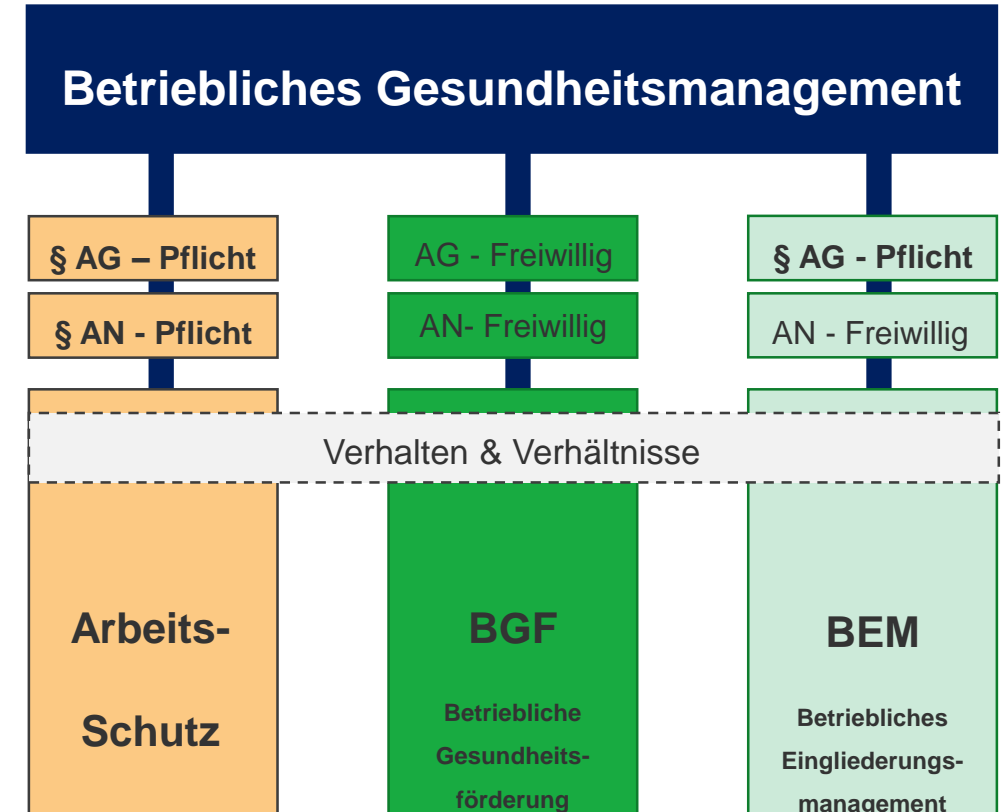 Betriebliches Gesundheitsmanagement
§ AG – Pflicht
AG - Freiwillig
§ AG - Pflicht
§ AN - Pflicht
AN- Freiwillig
AN - Freiwillig
Verhalten & Verhältnisse
Arbeits-
Schutz
BGF
Betriebliche
Gesundheits-
förderung
BEM
Betriebliches
Eingliederungs-
management